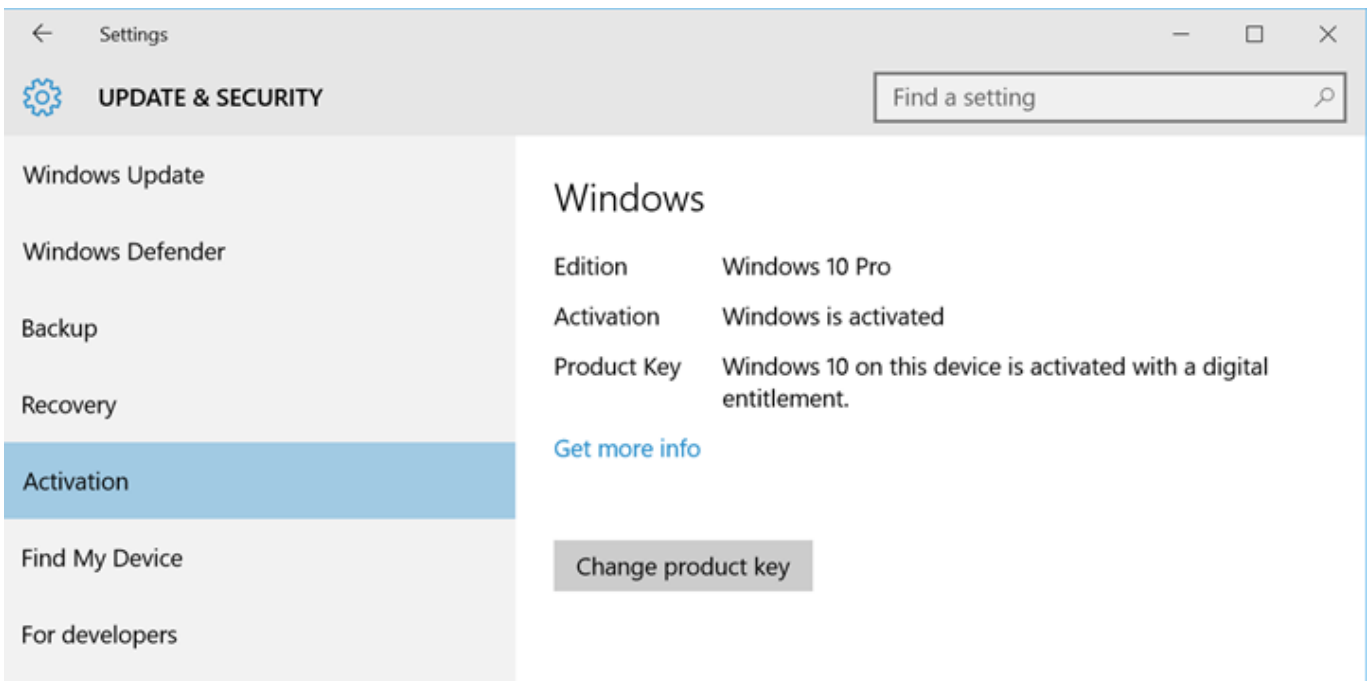 Settings
UPDATE & SECURITY
Find a setting
Windows Update
Windows Defender
Backup
Recovery
Activation
Find My Device
For developers
Windows
Edition Windows 10 Pro
Activation Windows is activated
Product Key Windows 10 on this device is activated with a digital
entitlement.
Get more info
Change product key